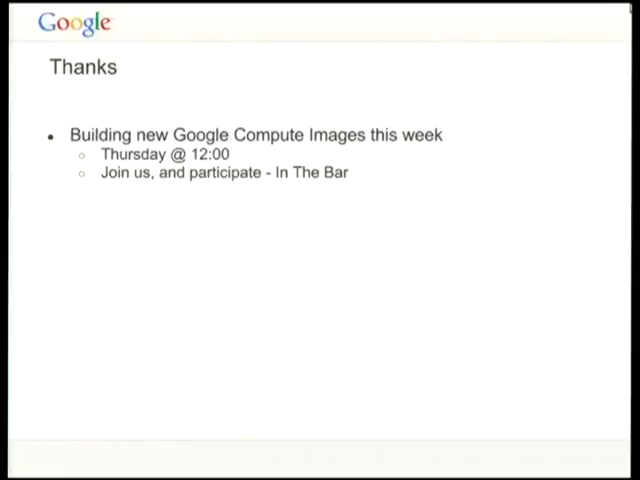 Google
Thanks
• Building new Google Compute Images this week
○ Thursday @ 12:00
○ Join us, and participate - In The Bar